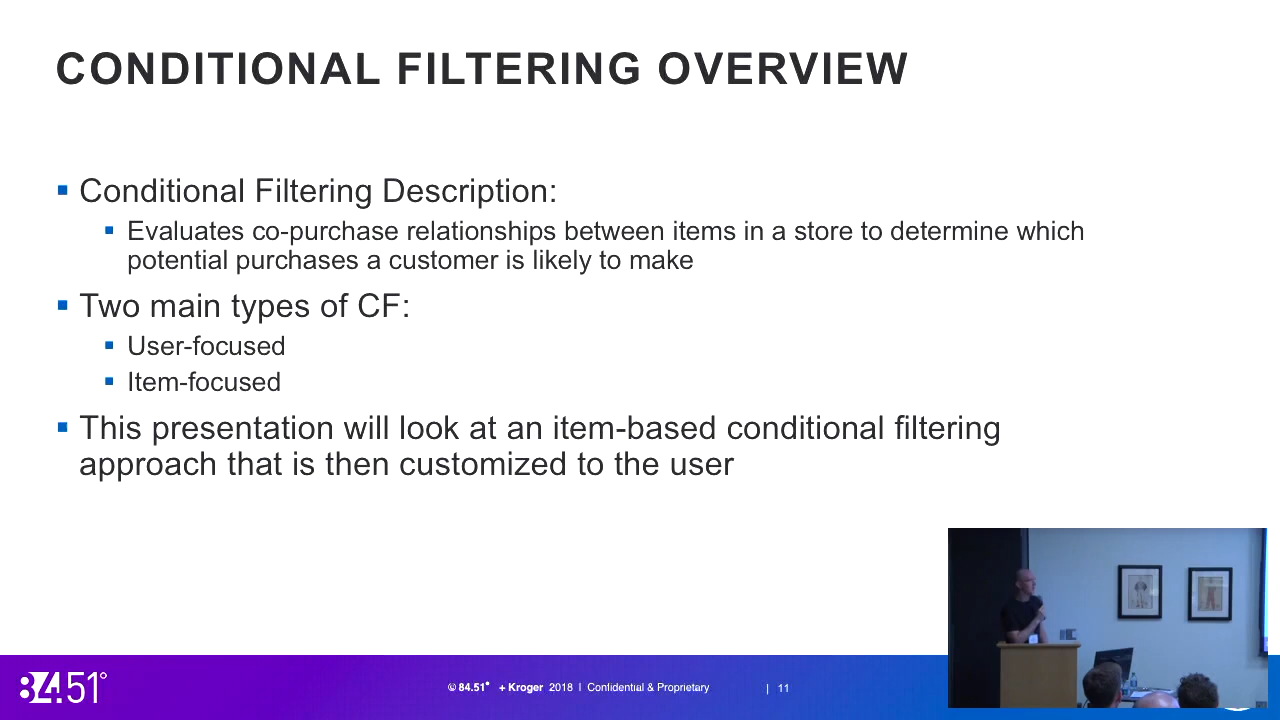 CONDITIONAL FILTERING OVERVIEW
▪ Conditional Filtering Description:
▪ Evaluates co-purchase relationships between items in a store to determine which
potential purchases a customer is likely to make
▪ Two main types of CF:
▪ User-focused
▪ Item-focused
▪ This presentation will look at an item-based conditional filtering
approach that is then customized to the user
84.51°
© 84.51° + Kroger 2018 | Confidential & Proprietary | 11